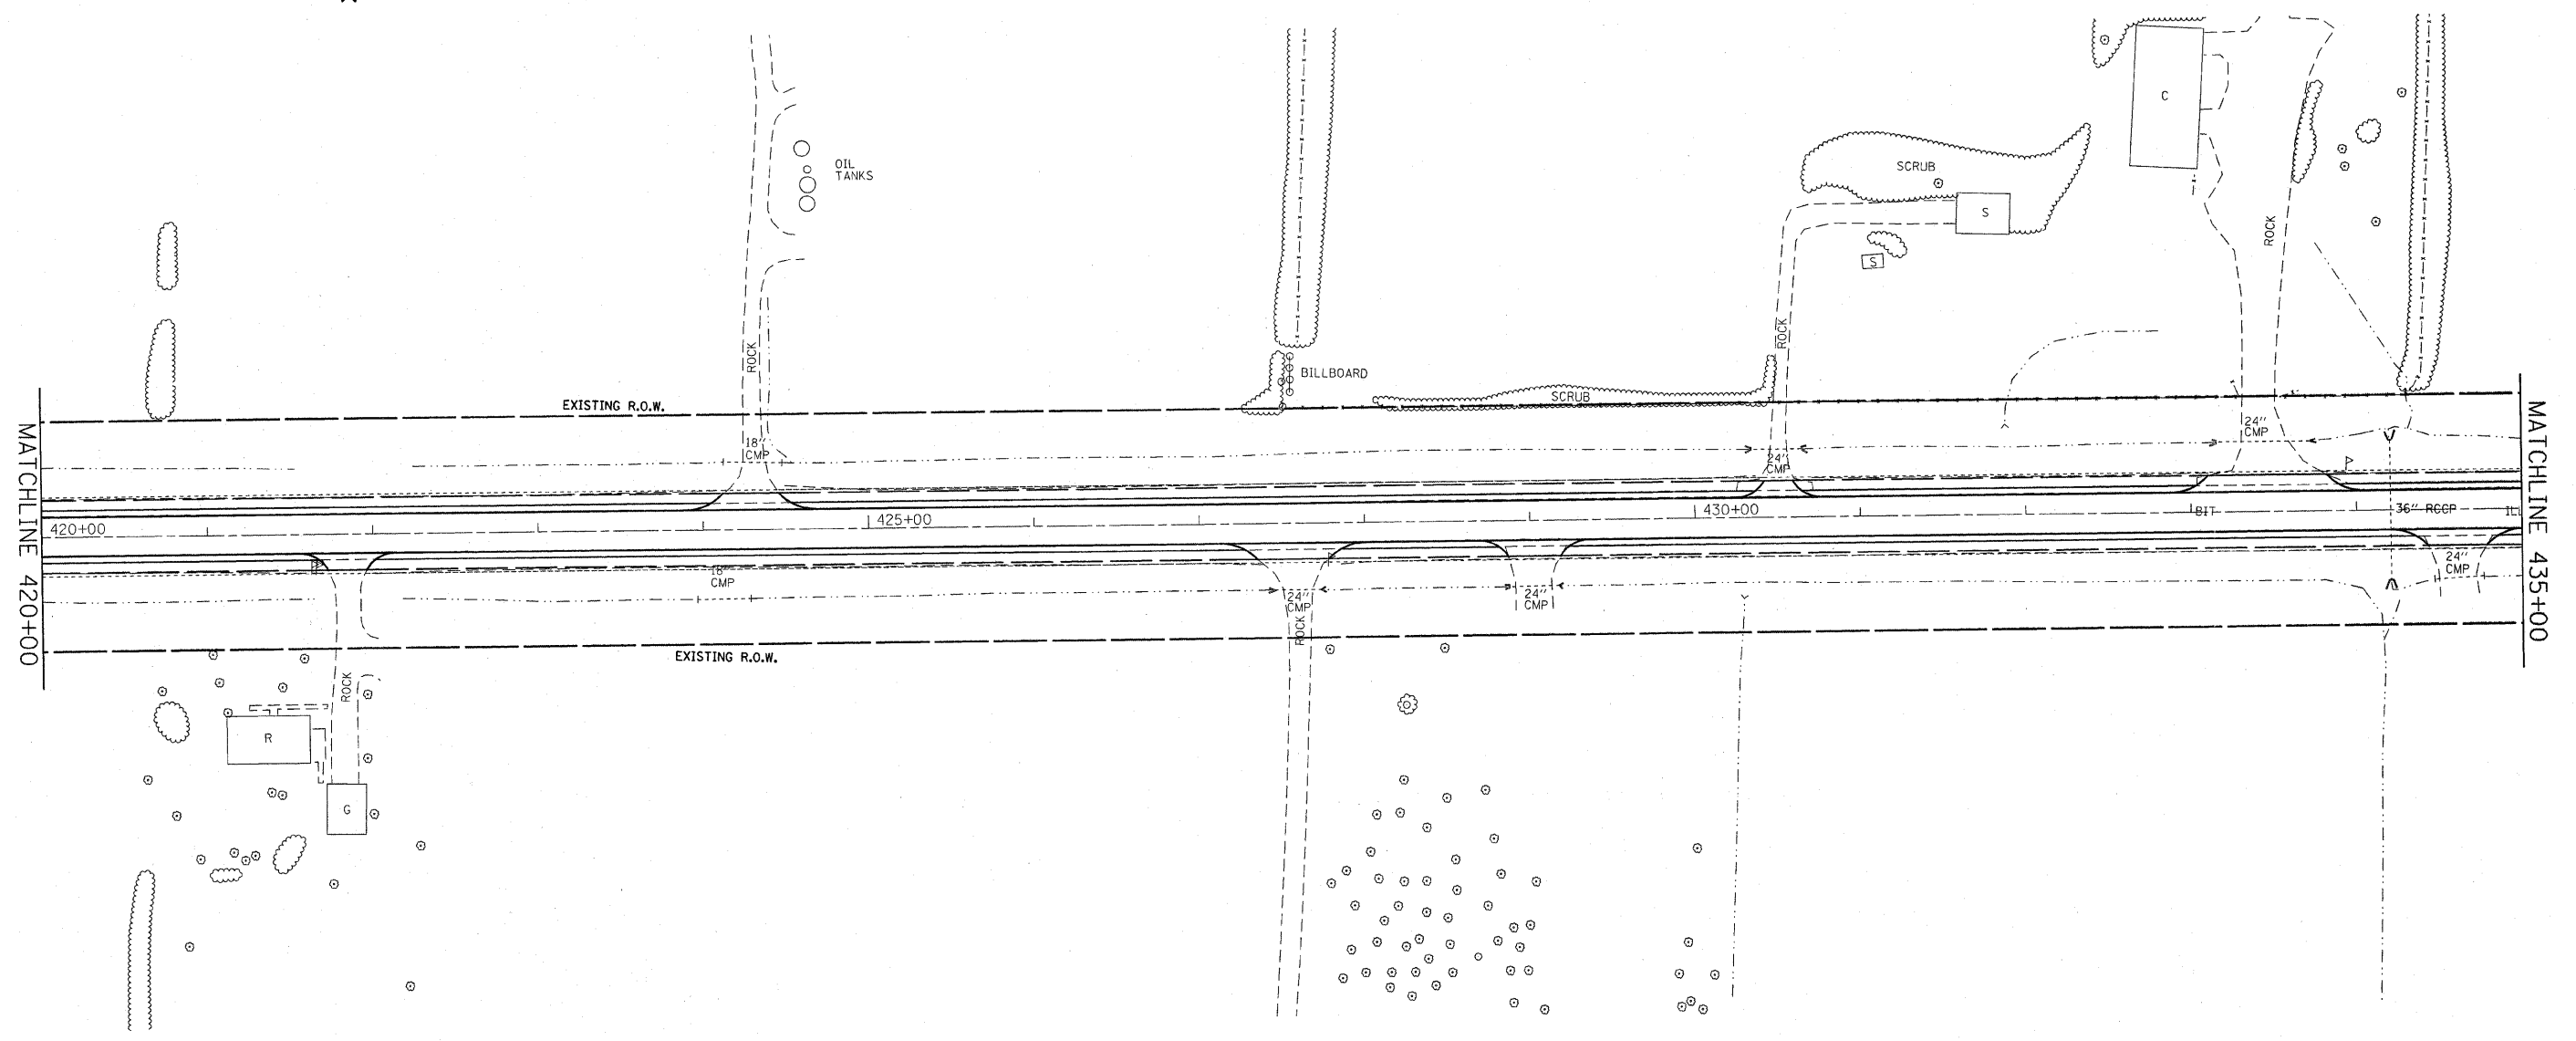 C
OIL
TANKS
SCRUB
S
S
ROCK
ROCK
ROCK
BILLBOARD
SCRUB
EXISTING R.O.W.
MATCHLINE 420+00
MATCHLINE 435+00
18"
CMP
24"
CMP
24"
CMP
420+00
425+00
430+00
BIT
36" RCCP
18"
CMP
24"
CMP
24"
CMP
24"
CMP
ROCK
EXISTING R.O.W.
ROCK
R
G